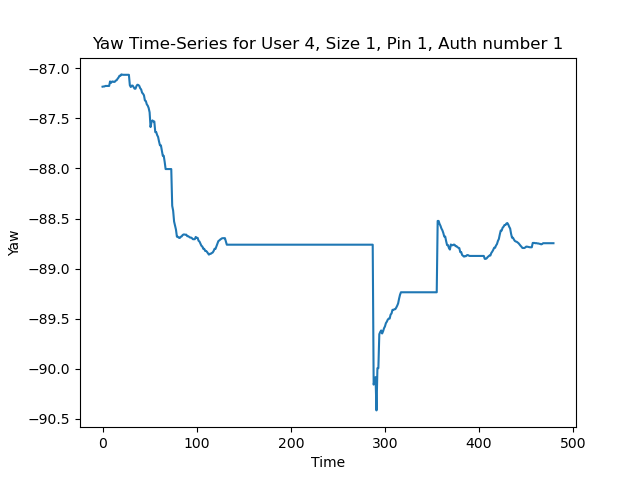 Yaw Time-Series for User 4, Size 1, Pin 1, Auth number 1
−87.0
−87.5
−88.0
−88.5
−89.0
−89.5
−90.0
−90.5
Yaw
0 100 200 300 400 500
Time